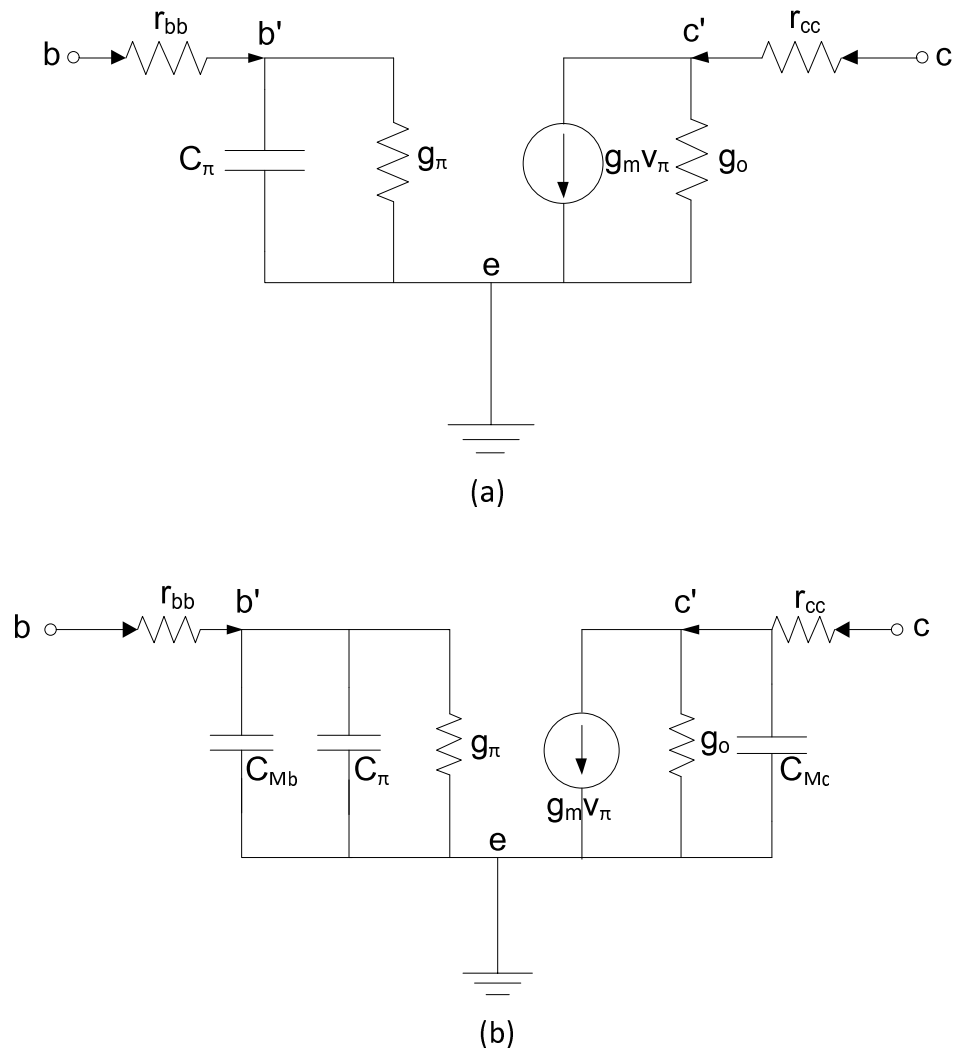 b r_bb b' c' r_cc c
C_π g_π g_m v_π g_o
e
(a)
b r_bb b' c' r_cc c
C_Mb C_π g_π g_m v_π g_o C_Mc
e
(b)